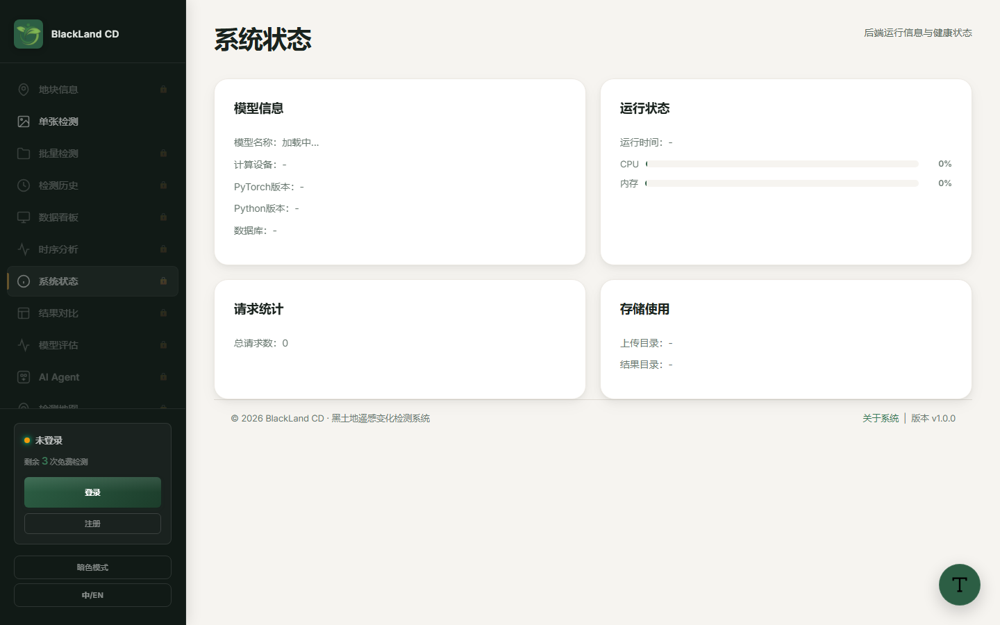 BlackLand CD
地块信息
单张检测
批量检测
检测历史
数据看板
时序分析
系统状态
结果对比
模型评估
AI Agent
检测地图
未登录
剩余 3 次免费检测
登录
注册
暗色模式
中/EN
系统状态
后端运行信息与健康状态
模型信息
模型名称：加载中...
计算设备：-
PyTorch版本：-
Python版本：-
数据库：-
运行状态
运行时间：-
CPU 0%
内存 0%
请求统计
总请求数：0
存储使用
上传目录：-
结果目录：-
© 2026 BlackLand CD · 黑土地遥感变化检测系统
关于系统 | 版本 v1.0.0
T